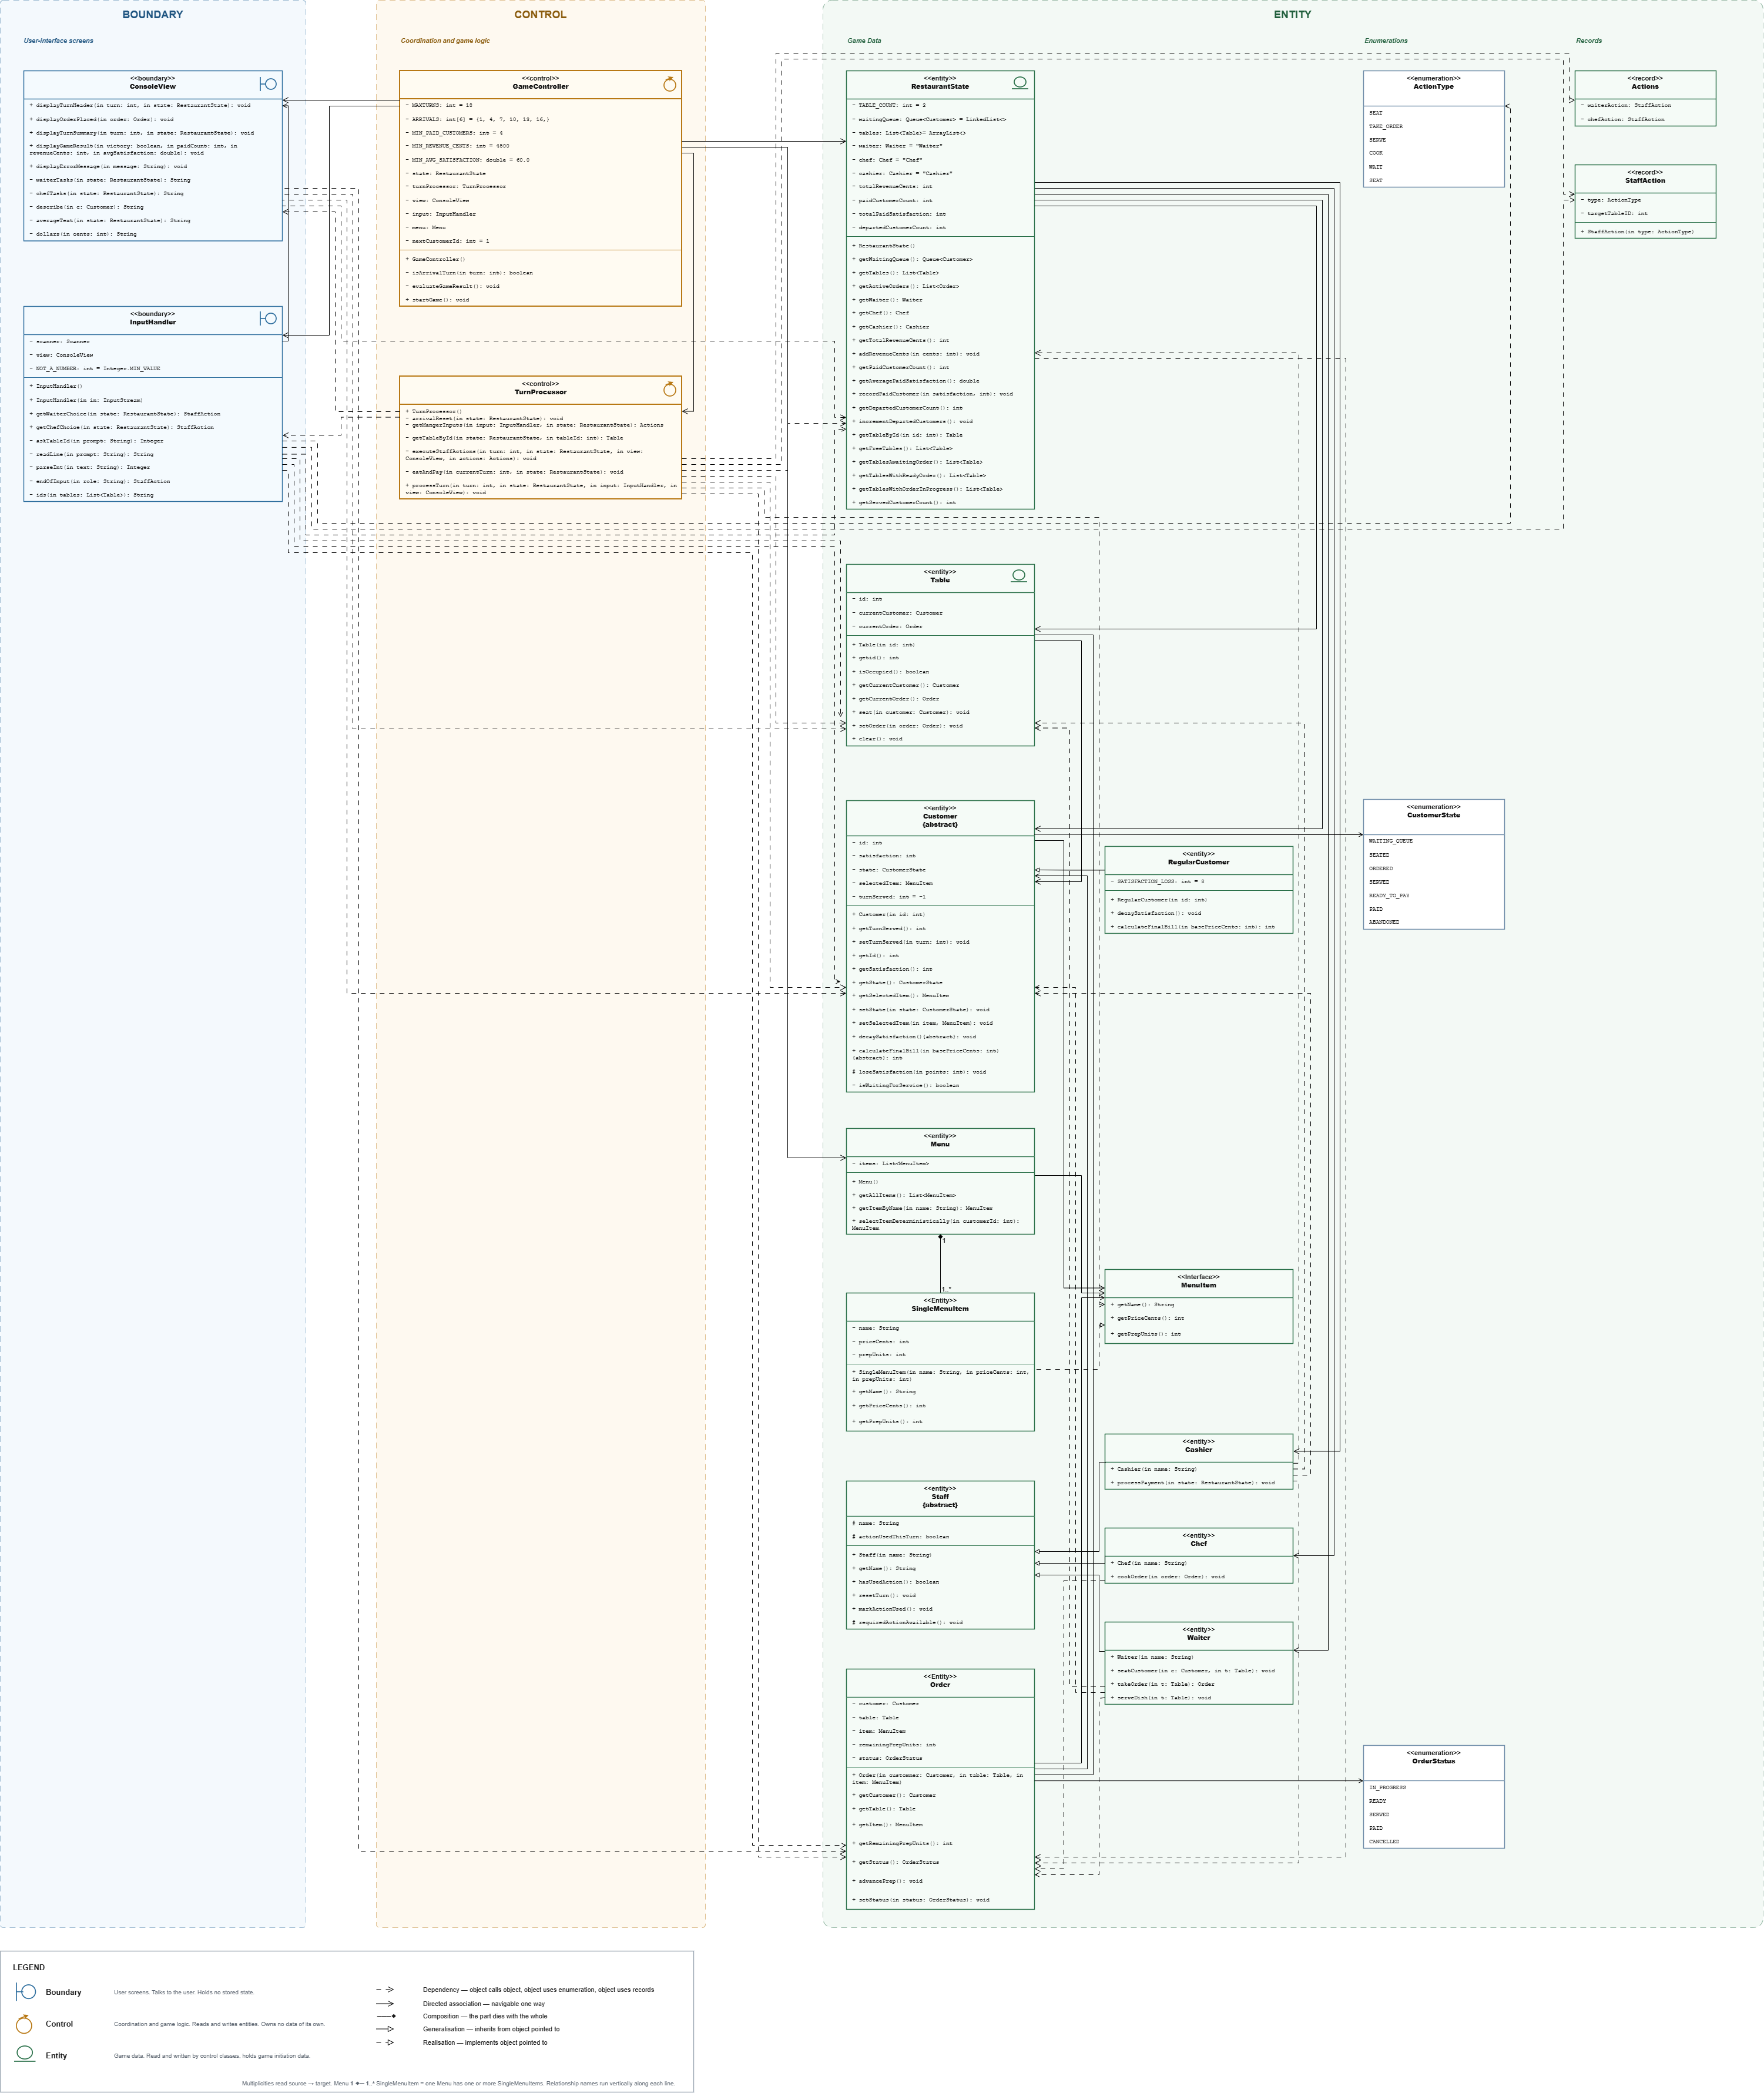 BOUNDARY
User-interface screens
<<boundary>>
ConsoleView
+ displayTurnHeader(in turn: int, in state: RestaurantState): void
+ displayOrderPlaced(in order: Order): void
+ displayTurnSummary(in turn: int, in state: RestaurantState): void
+ displayGameResult(in victory: boolean, in paidCount: int, in
revenueCents: int, in avgSatisfaction: double): void
+ displayErrorMessage(in message: String): void
- waiterTasks(in state: RestaurantState): String
- chefTasks(in state: RestaurantState): String
- describe(in c: Customer): String
- averageText(in state: RestaurantState): String
- dollars(in cents: int): String
<<boundary>>
InputHandler
- scanner: Scanner
- view: ConsoleView
- NOT_A_NUMBER: int = Integer.MIN_VALUE
+ InputHandler()
+ InputHandler(in in: InputStream)
+ getWaiterChoice(in state: RestaurantState): StaffAction
+ getChefChoice(in state: RestaurantState): StaffAction
- askTableId(in prompt: String): Integer
- readLine(in prompt: String): String
- parseInt(in text: String): Integer
- endOfInput(in role: String): StaffAction
- ids(in tables: List<Table>): String
CONTROL
Coordination and game logic
<<control>>
GameController
- MAXTURNS: int = 18
- ARRIVALS: int[6] = {1, 4, 7, 10, 13, 16,}
- MIN_PAID_CUSTOMERS: int = 4
- MIN_REVENUE_CENTS: int = 4500
- MIN_AVG_SATISFACTION: double = 60.0
- state: RestaurantState
- turnProcessor: TurnProcessor
- view: ConsoleView
- input: InputHandler
- menu: Menu
- nextCustomerId: int = 1
+ GameController()
- isArrivalTurn(in turn: int): boolean
- evaluateGameResult(): void
+ startGame(): void
<<control>>
TurnProcessor
+ TurnProcessor()
- arrivalReset(in state: RestaurantState): void
- getMangerInputs(in input: InputHandler, in state: RestaurantState): Actions
- getTableById(in state: RestaurantState, in tableId: int): Table
- executeStaffActions(in turn: int, in state: RestaurantState, in view:
ConsoleView, in actions: Actions): void
- eatAndPay(in currentTurn: int, in state: RestaurantState): void
+ processTurn(in turn: int, in state: RestaurantState, in input: InputHandler, in
view: ConsoleView): void
ENTITY
Game Data
Enumerations
Records
<<entity>>
RestaurantState
- TABLE_COUNT: int = 2
- waitingQueue: Queue<Customer> = LinkedList<>
- tables: List<Table>= ArrayList<>
- waiter: Waiter = "Waiter"
- chef: Chef = "Chef"
- cashier: Cashier = "Cashier"
- totalRevenueCents: int
- paidCustomerCount: int
- totalPaidSatisfaction: int
- departedCustomerCount: int
+ RestaurantState()
+ getWaitingQueue(): Queue<Customer>
+ getTables(): List<Table>
+ getActiveOrders(): List<Order>
+ getWaiter(): Waiter
+ getChef(): Chef
+ getCashier(): Cashier
+ getTotalRevenueCents(): int
+ addRevenueCents(in cents: int): void
+ getPaidCustomerCount(): int
+ getAveragePaidSatisfaction(): double
+ recordPaidCustomer(in satisfaction, int): void
+ getDepartedCustomerCount(): int
+ incrementDepartedCustomers(): void
+ getTableById(in id: int): Table
+ getFreeTables(): List<Table>
+ getTablesAwaitingOrder(): List<Table>
+ getTablesWithReadyOrder(): List<Table>
+ getTablesWithOrderInProgress(): List<Table>
+ getServedCustomerCount(): int
<<enumeration>>
ActionType
SEAT
TAKE_ORDER
SERVE
COOK
WAIT
SEAT
<<record>>
Actions
- waiterAction: StaffAction
- chefAction: StaffAction
<<record>>
StaffAction
- type: ActionType
- targetTableID: int
+ StaffAction(in type: ActionType)
<<entity>>
Table
- id: int
- currentCustomer: Customer
- currentOrder: Order
+ Table(in id: int)
+ getid(): int
+ isOccupied(): boolean
+ getCurrentCustomer(): Customer
+ getCurrentOrder(): Order
+ seat(in customer: Customer): void
+ setOrder(in order: Order): void
+ clear(): void
<<entity>>
Customer
{abstract}
- id: int
- satisfaction: int
- state: CustomerState
- selectedItem: MenuItem
- turnServed: int = -1
+ Customer(in id: int)
+ getTurnServed(): int
+ setTurnServed(in turn: int): void
+ getId(): int
+ getSatisfaction(): int
+ getState(): CustomerState
+ getSelectedItem(): MenuItem
+ setState(in state: CustomerState): void
+ setSelectedItem(in item, MenuItem): void
+ decaySatisfaction(){abstract}: void
+ calculateFinalBill(in basePriceCents: int)
{abstract}: int
# loseSatisfaction(in points: int): void
- isWaitingForService(): boolean
<<entity>>
RegularCustomer
- SATISFACTION_LOSS: int = 8
+ RegularCustomer(in id: int)
+ decaySatisfaction(): void
+ calculateFinalBill(in basePriceCents: int): int
<<enumeration>>
CustomerState
WAITING_QUEUE
SEATED
ORDERED
SERVED
READY_TO_PAY
PAID
ABANDONED
<<entity>>
Menu
- items: List<MenuItem>
+ Menu()
+ getAllItems(): List<MenuItem>
+ getItemByName(in name: String): MenuItem
+ selectItemDeterministically(in customerId: int):
MenuItem
1
1..*
<<Entity>>
SingleMenuItem
- name: String
- priceCents: int
- prepUnits: int
+ SingleMenuItem(in name: String, in priceCents: int,
in prepUnits: int)
+ getName(): String
+ getPriceCents(): int
+ getPrepUnits(): int
<<Interface>>
MenuItem
+ getName(): String
+ getPriceCents(): int
+ getPrepUnits(): int
<<entity>>
Cashier
+ Cashier(in name: String)
+ processPayment(in state: RestaurantState): void
<<entity>>
Staff
{abstract}
# name: String
# actionUsedThisTurn: boolean
+ Staff(in name: String)
+ getName(): String
+ hasUsedAction(): boolean
+ resetTurn(): void
+ markActionUsed(): void
# requiredActionAvailable(): void
<<entity>>
Chef
+ Chef(in name: String)
+ cookOrder(in order: Order): void
<<entity>>
Waiter
+ Waiter(in name: String)
+ seatCustomer(in c: Customer, in t: Table): void
+ takeOrder(in t: Table): Order
+ serveDish(in t: Table): void
<<Entity>>
Order
- customer: Customer
- table: Table
- item: MenuItem
- remainingPrepUnits: int
- status: OrderStatus
+ Order(in custommer: Customer, in table: Table, in
item: MenuItem)
+ getCustomer(): Customer
+ getTable(): Table
+ getItem(): MenuItem
+ getRemainingPrepUnits(): int
+ getStatus(): OrderStatus
+ advancePrep(): void
+ setStatus(in status: OrderStatus): void
<<enumeration>>
OrderStatus
IN_PROGRESS
READY
SERVED
PAID
CANCELLED
LEGEND
Boundary
User screens. Talks to the user. Holds no stored state.
Control
Coordination and game logic. Reads and writes entities. Owns no data of its own.
Entity
Game data. Read and written by control classes, holds game initiation data.
Dependency — object calls object, object uses enumeration, object uses records
Directed association — navigable one way
Composition — the part dies with the whole
Generalisation — inherits from object pointed to
Realisation — implements object pointed to
Multiplicities read source → target. Menu 1 ◆— 1..* SingleMenuItem = one Menu has one or more SingleMenuItems. Relationship names run vertically along each line.